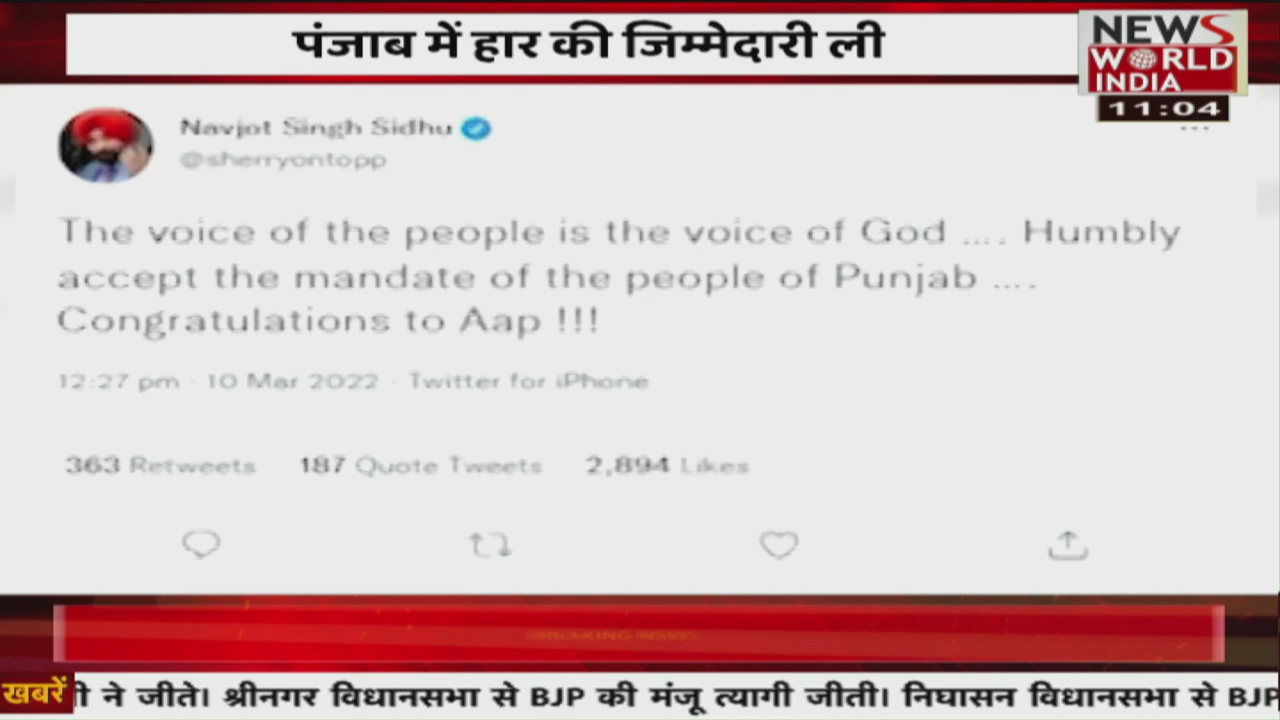 पंजाब में हार की जिम्मेदारी ली
NEWS
WORLD
INDIA
11:04
Navjot Singh Sidhu
@sherryontopp
The voice of the people is the voice of God .... Humbly
accept the mandate of the people of Punjab ....
Congratulations to Aap !!!
12:27 pm · 10 Mar 2022 · Twitter for iPhone
363 Retweets 187 Quote Tweets 2,894 Likes
BREAKING NEWS
खबरें ने जीते। श्रीनगर विधानसभा से BJP की मंजू त्यागी जीती। निघासन विधानसभा से BJP